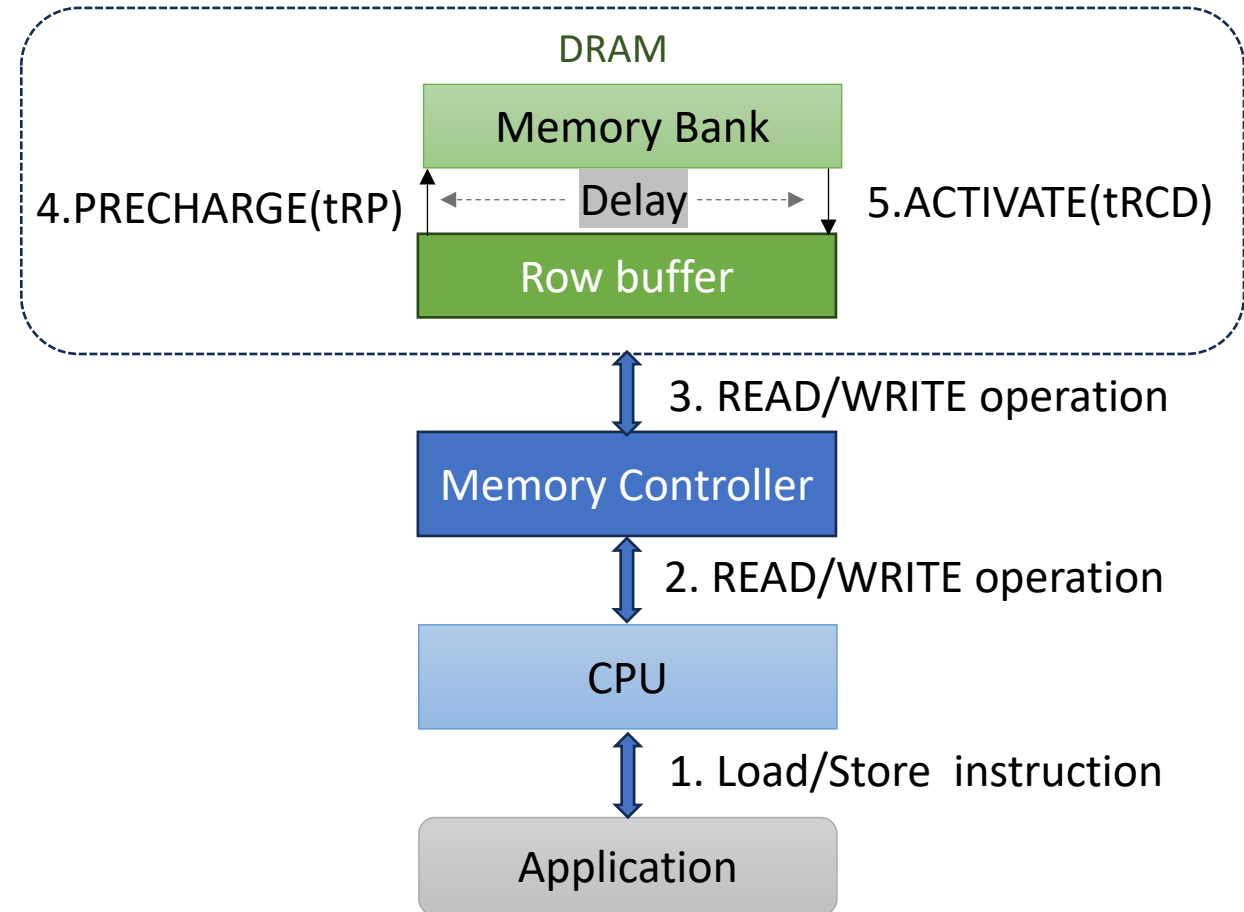 DRAM
Memory Bank
4.PRECHARGE(tRP)
Delay
5.ACTIVATE(tRCD)
Row buffer
3. READ/WRITE operation
Memory Controller
2. READ/WRITE operation
CPU
1. Load/Store instruction
Application